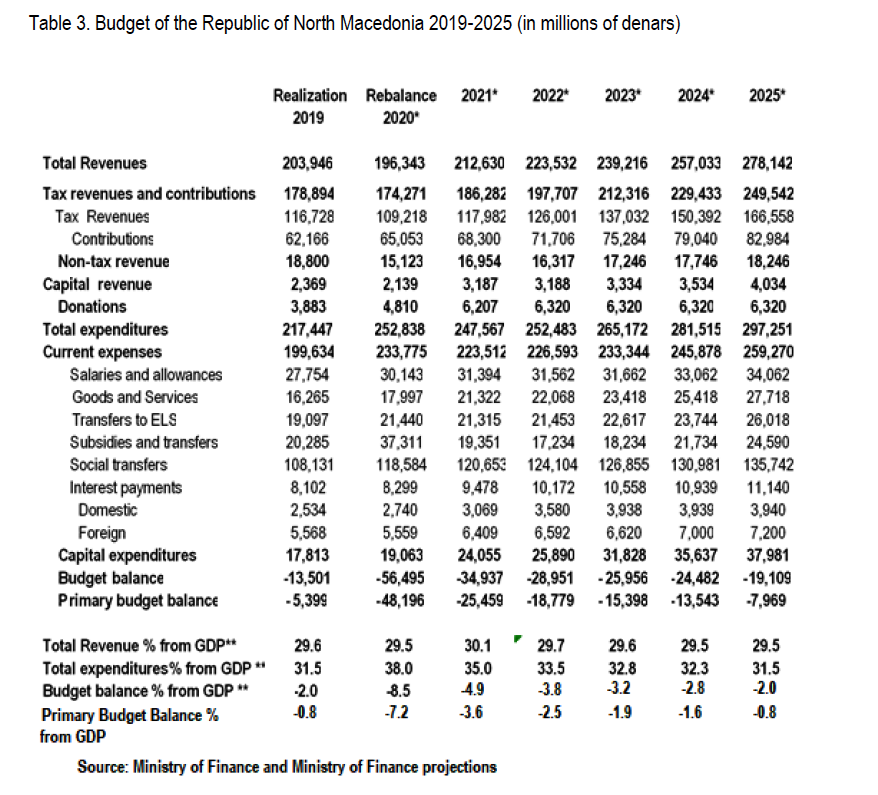 Table 3. Budget of the Republic of North Macedonia 2019-2025 (in millions of denars)
Realization Rebalance 2021* 2022* 2023* 2024* 2025*
2019 2020*
Total Revenues 203,946 196,343 212,630 223,532 239,216 257,033 278,142
Tax revenues and contributions 178,894 174,271 186,282 197,707 212,316 229,433 249,542
Tax Revenues 116,728 109,218 117,982 126,001 137,032 150,392 166,558
Contributions 62,166 65,053 68,300 71,706 75,284 79,040 82,984
Non-tax revenue 18,800 15,123 16,954 16,317 17,246 17,746 18,246
Capital revenue 2,369 2,139 3,187 3,188 3,334 3,534 4,034
Donations 3,883 4,810 6,207 6,320 6,320 6,320 6,320
Total expenditures 217,447 252,838 247,567 252,483 265,172 281,515 297,251
Current expenses 199,634 233,775 223,512 226,593 233,344 245,878 259,270
Salaries and allowances 27,754 30,143 31,394 31,562 31,662 33,062 34,062
Goods and Services 16,265 17,997 21,322 22,068 23,418 25,418 27,718
Transfers to ELS 19,097 21,440 21,315 21,453 22,617 23,744 26,018
Subsidies and transfers 20,285 37,311 19,351 17,234 18,234 21,734 24,590
Social transfers 108,131 118,584 120,653 124,104 126,855 130,981 135,742
Interest payments 8,102 8,299 9,478 10,172 10,558 10,939 11,140
Domestic 2,534 2,740 3,069 3,580 3,938 3,939 3,940
Foreign 5,568 5,559 6,409 6,592 6,620 7,000 7,200
Capital expenditures 17,813 19,063 24,055 25,890 31,828 35,637 37,981
Budget balance -13,501 -56,495 -34,937 -28,951 -25,956 -24,482 -19,109
Primary budget balance -5,399 -48,196 -25,459 -18,779 -15,398 -13,543 -7,969
Total Revenue % from GDP** 29.6 29.5 30.1 29.7 29.6 29.5 29.5
Total expenditures% from GDP ** 31.5 38.0 35.0 33.5 32.8 32.3 31.5
Budget balance % from GDP ** -2.0 -8.5 -4.9 -3.8 -3.2 -2.8 -2.0
Primary Budget Balance % -0.8 -7.2 -3.6 -2.5 -1.9 -1.6 -0.8
from GDP
Source: Ministry of Finance and Ministry of Finance projections